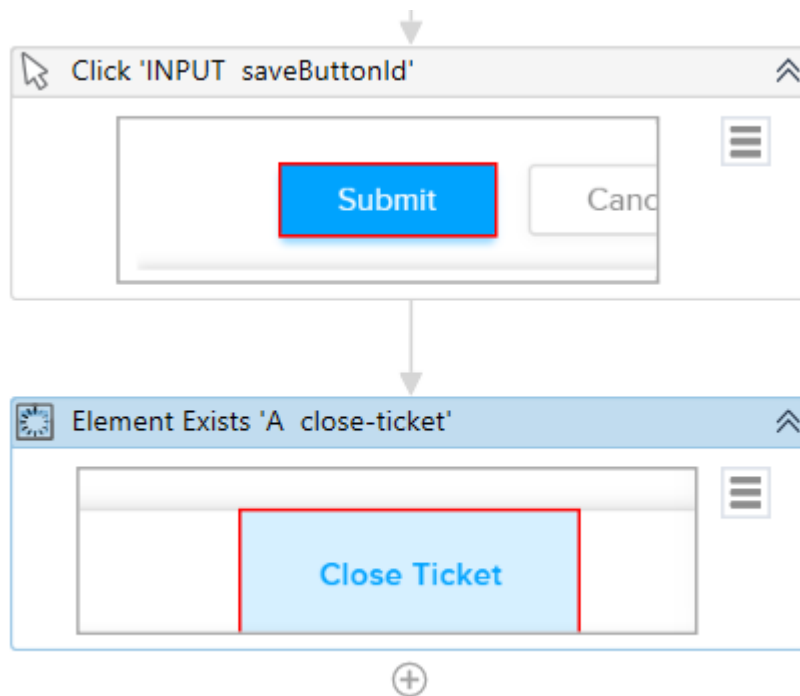 Click 'INPUT  saveButtonId'
Submit
Canc
Element Exists 'A  close-ticket'
Close Ticket